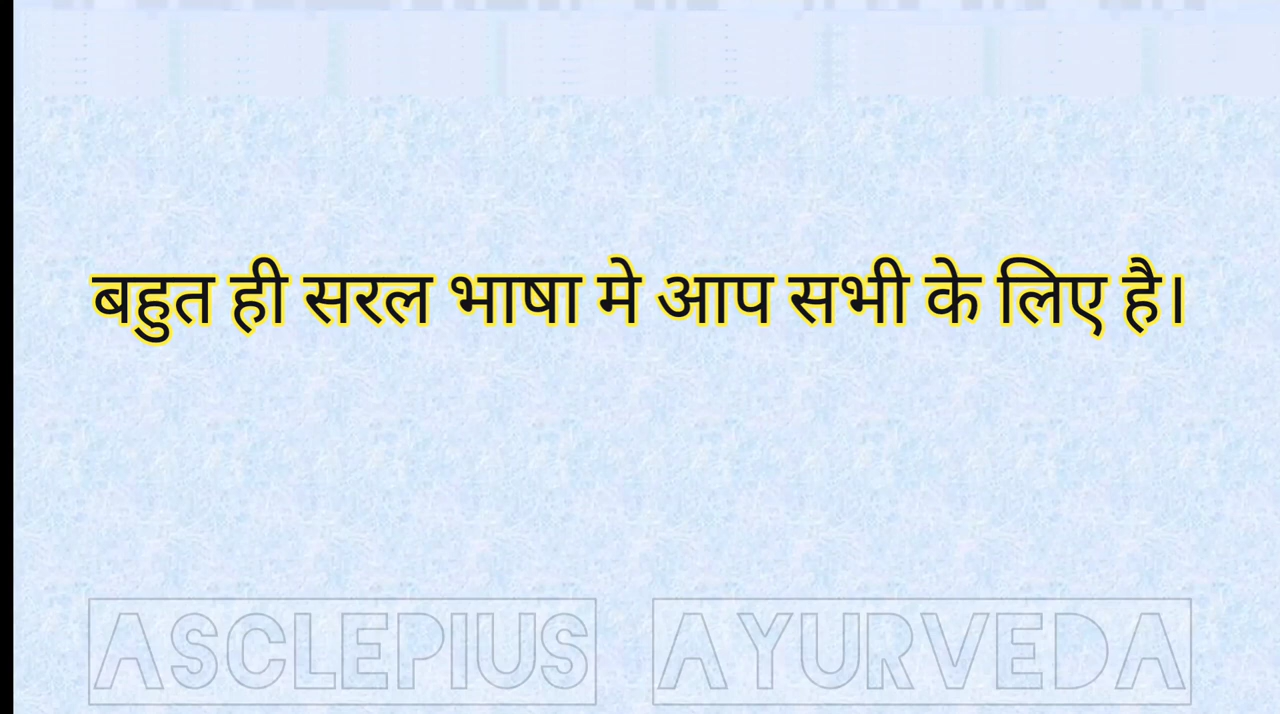 बहुत ही सरल भाषा मे आप सभी के लिए है।
ASCLEPIUS AYURVEDA